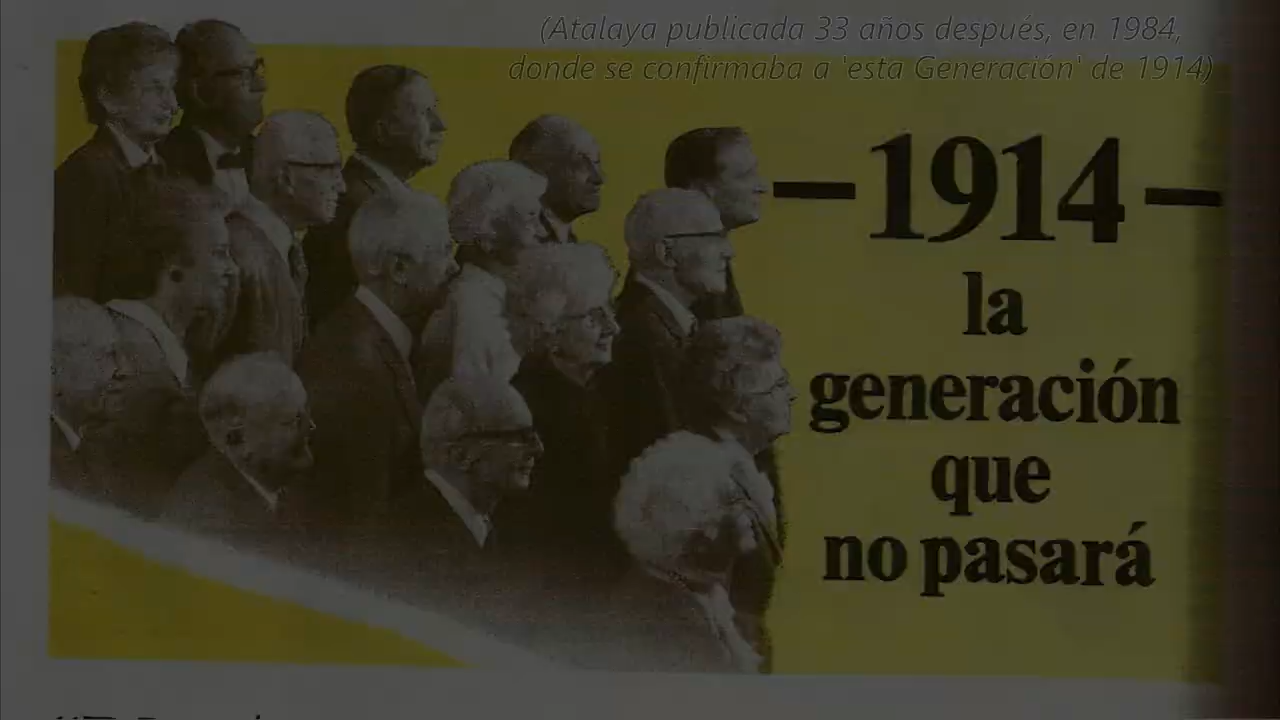 (Atalaya publicada 33 años después, en 1984,
donde se confirmaba a 'esta Generación' de 1914)
—1914—
la
generación
que
no pasará